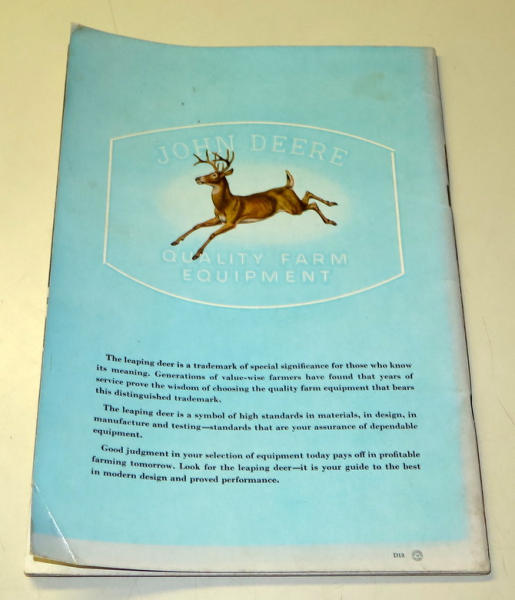 JOHN DEERE
QUALITY FARM
EQUIPMENT
The leaping deer is a trademark of special significance for those who know
its meaning. Generations of value-wise farmers have found that years of
service prove the wisdom of choosing the quality farm equipment that bears
this distinguished trademark.
The leaping deer is a symbol of high standards in materials, in design, in
manufacture and testing—standards that are your assurance of dependable
equipment.
Good judgment in your selection of equipment today pays off in profitable
farming tomorrow. Look for the leaping deer—it is your guide to the best
in modern design and proved performance.
D18